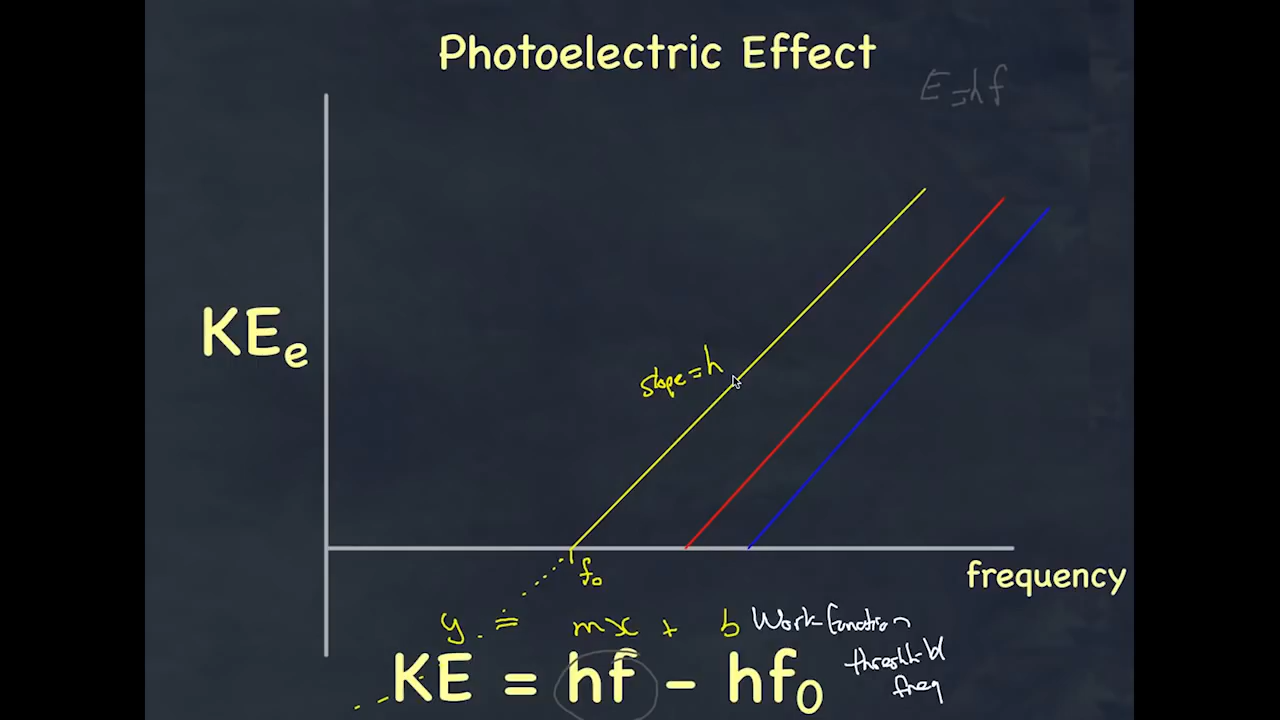 Photoelectric Effect
E=hf
KEe
slope=h
f₀
frequency
y = mx + b
Work function
KE = hf - hf₀
threshold
freq